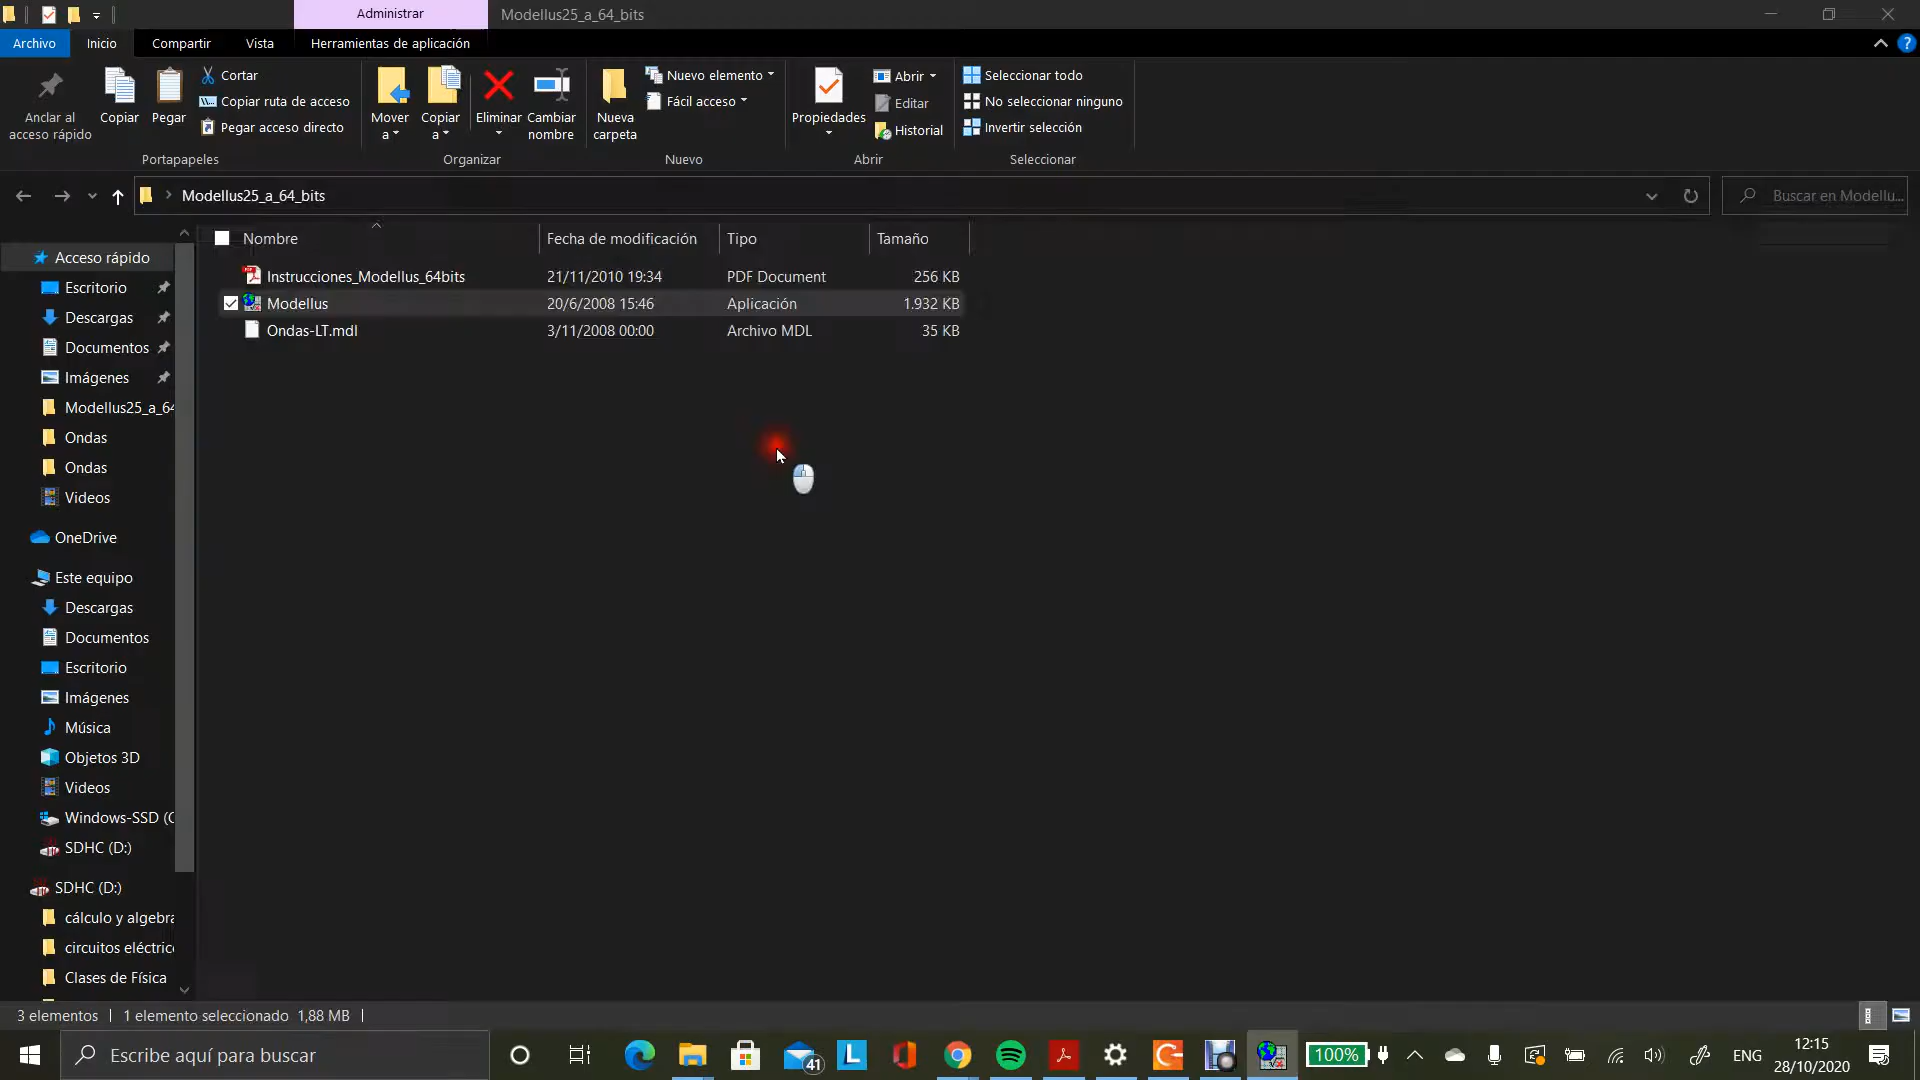 Administrar
Modellus25_a_64_bits
Archivo
Inicio
Compartir
Vista
Herramientas de aplicación
Anclar al acceso rápido
Copiar
Pegar
Cortar
Copiar ruta de acceso
Pegar acceso directo
Portapapeles
Mover a
Copiar a
Eliminar
Cambiar nombre
Organizar
Nueva carpeta
Nuevo elemento
Fácil acceso
Nuevo
Propiedades
Abrir
Editar
Historial
Abrir
Seleccionar todo
No seleccionar ninguno
Invertir selección
Seleccionar
Modellus25_a_64_bits
Buscar en Modellu...
Nombre
Fecha de modificación
Tipo
Tamaño
Instrucciones_Modellus_64bits 21/11/2010 19:34 PDF Document 256 KB
Modellus 20/6/2008 15:46 Aplicación 1.932 KB
Ondas-LT.mdl 3/11/2008 00:00 Archivo MDL 35 KB
Acceso rápido
Escritorio
Descargas
Documentos
Imágenes
Modellus25_a_64
Ondas
Ondas
Videos
OneDrive
Este equipo
Descargas
Documentos
Escritorio
Imágenes
Música
Objetos 3D
Videos
Windows-SSD (C
SDHC (D:)
SDHC (D:)
cálculo y algebra
circuitos eléctrico
Clases de Física
3 elementos
1 elemento seleccionado 1,88 MB
Escribe aquí para buscar
41
L
100%
ENG
12:15
28/10/2020